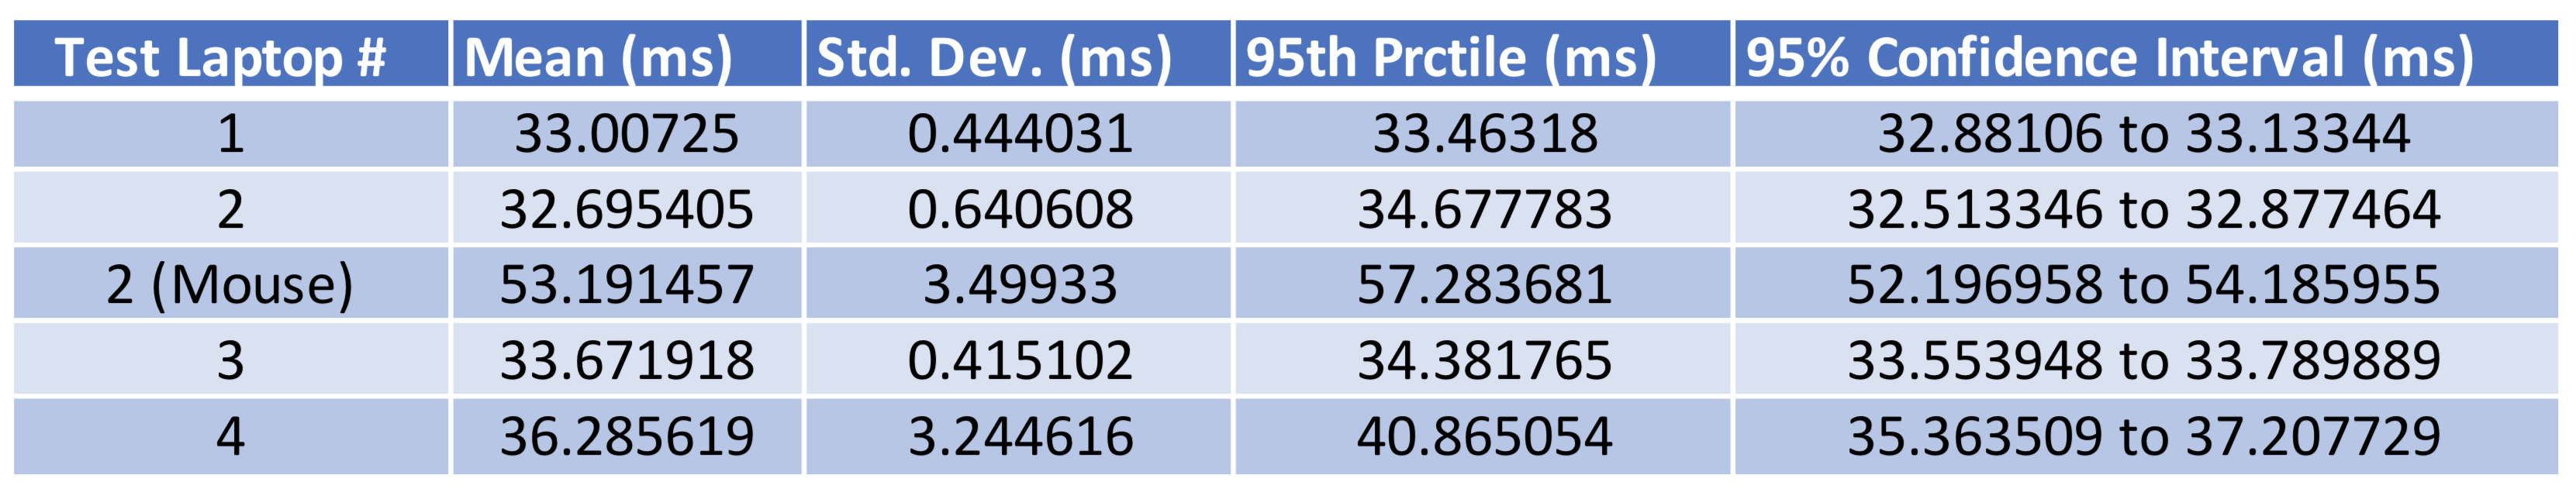 Test Laptop # Mean (ms) Std. Dev. (ms) 95th Prctile (ms) 95% Confidence Interval (ms)
1 33.00725 0.444031 33.46318 32.88106 to 33.13344
2 32.695405 0.640608 34.677783 32.513346 to 32.877464
2 (Mouse) 53.191457 3.49933 57.283681 52.196958 to 54.185955
3 33.671918 0.415102 34.381765 33.553948 to 33.789889
4 36.285619 3.244616 40.865054 35.363509 to 37.207729